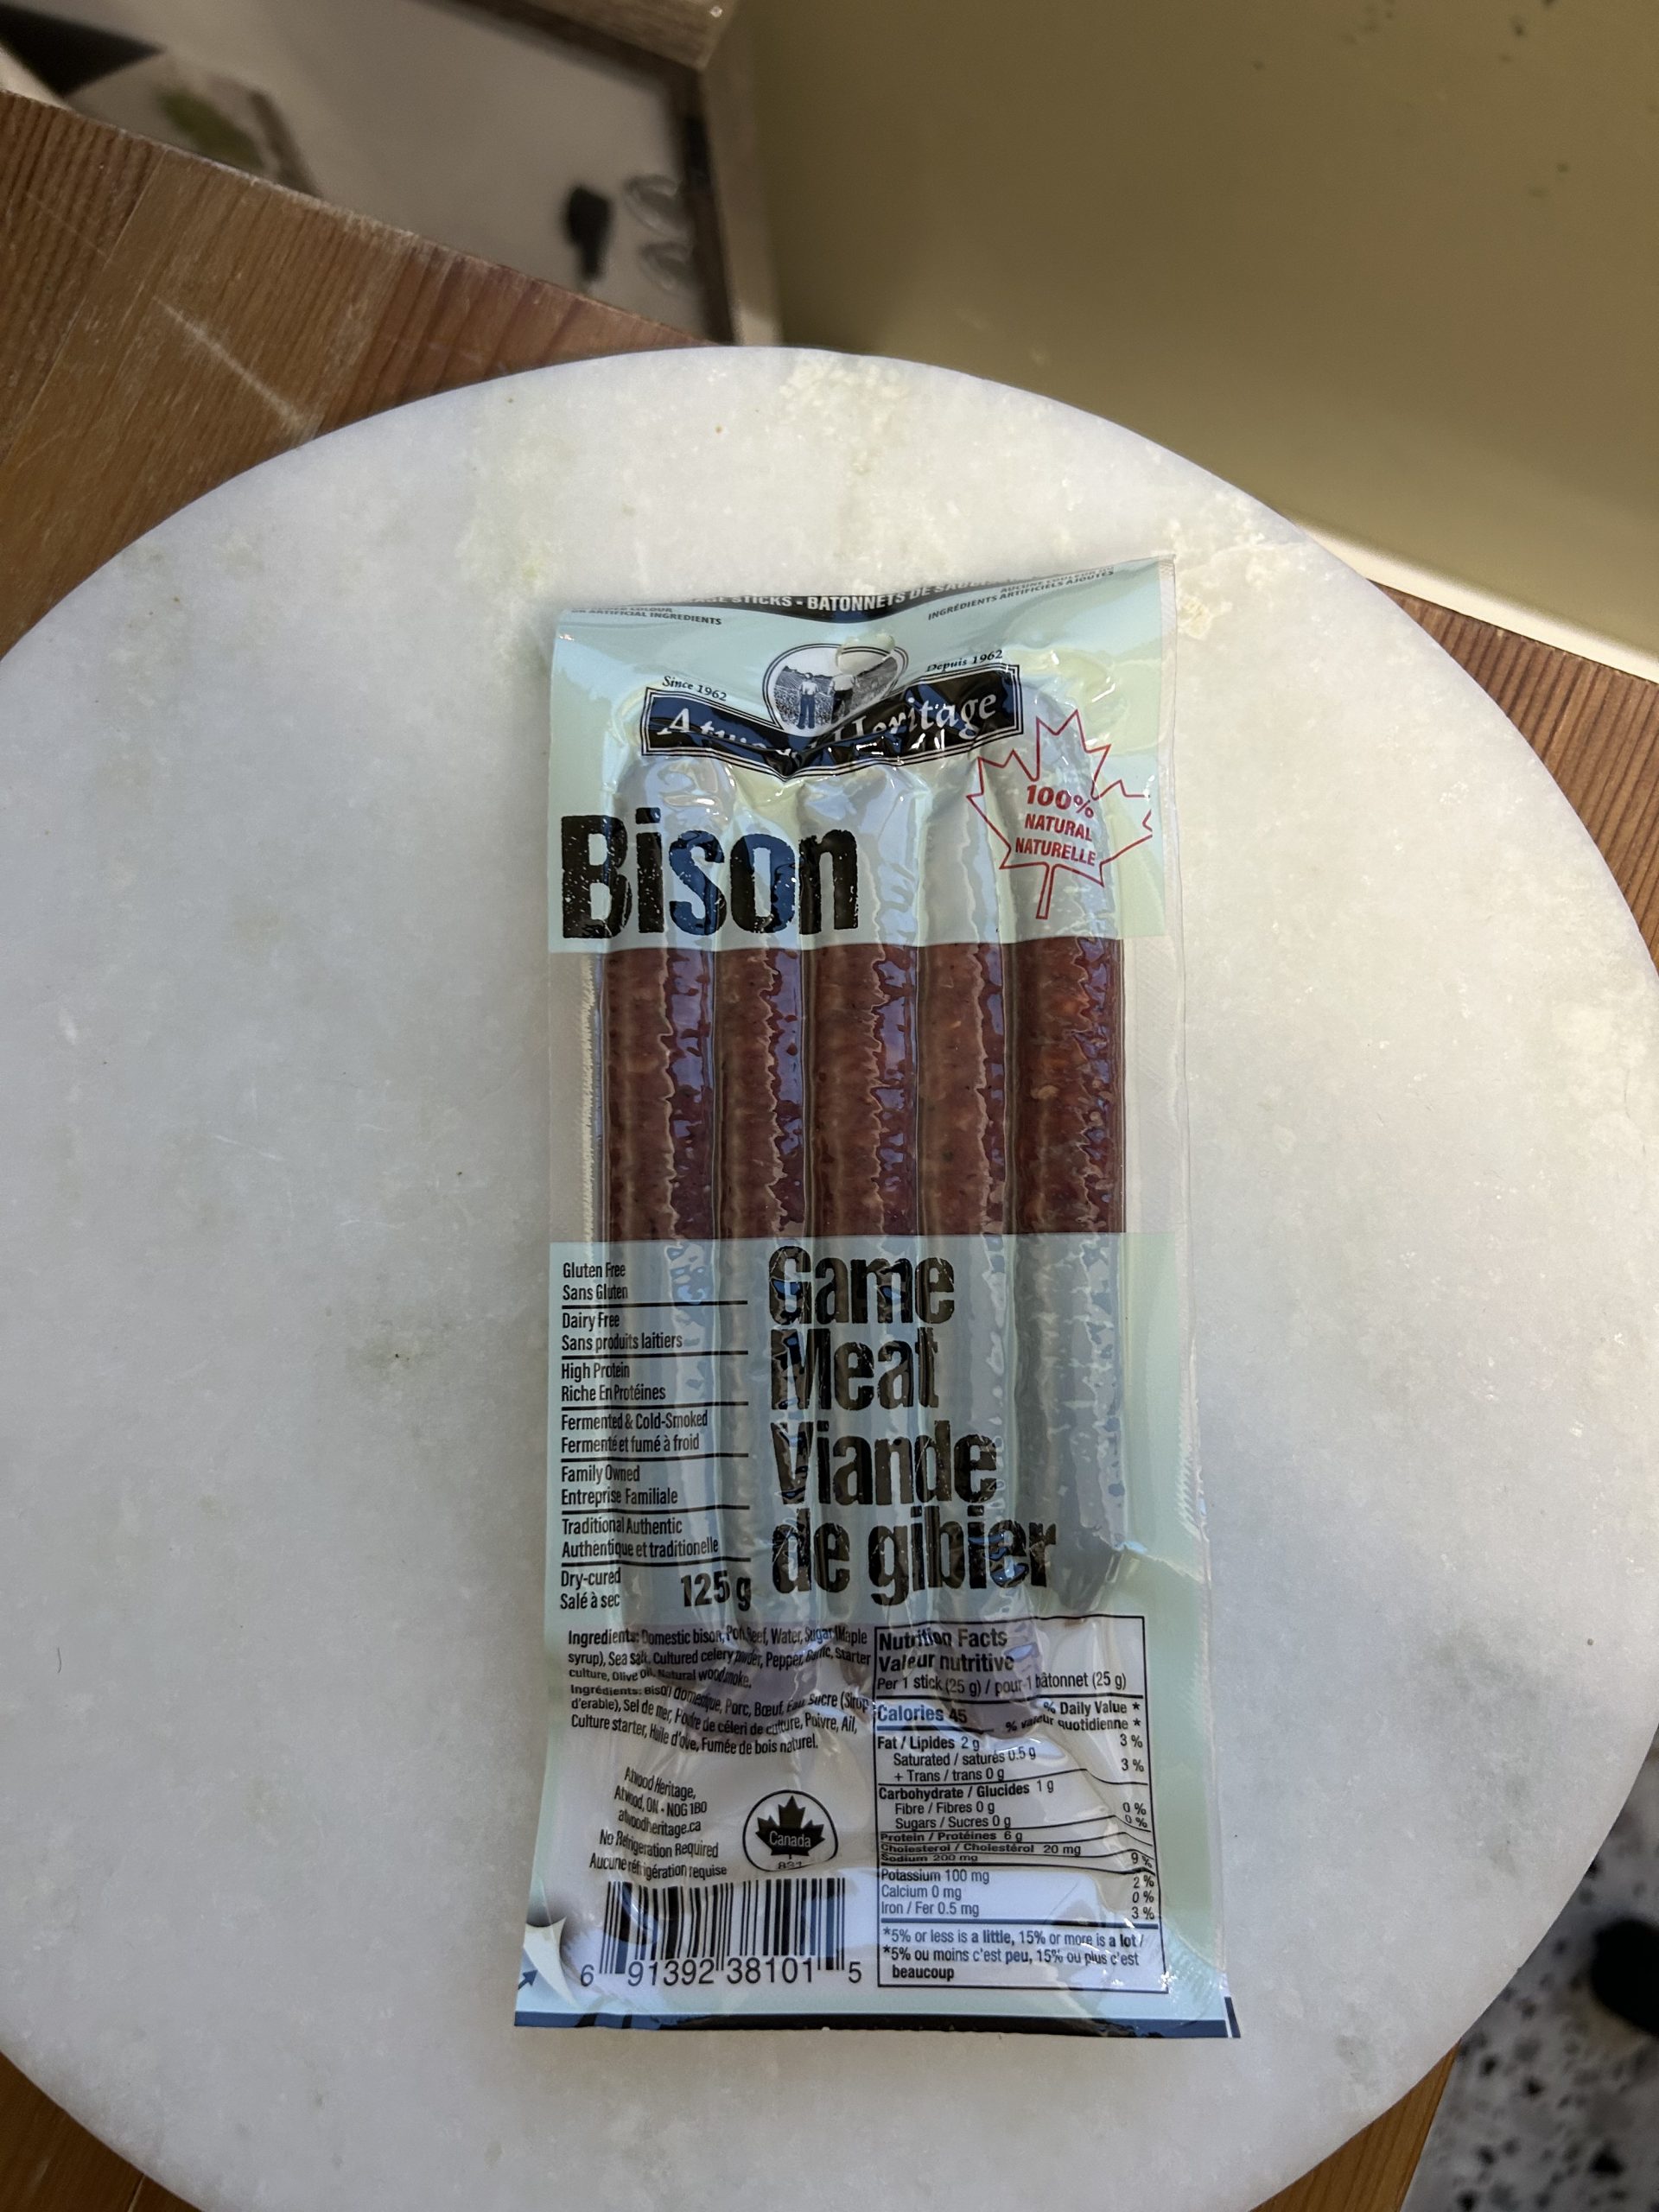 STICKS - BATONNETS DE
COLOUR
OR ARTIFICIAL INGREDIENTS
INGRÉDIENTS ARTIFICIELS AJOUTÉS
Since 1962
Depuis 1962
Heritage
100%
NATURAL
NATURELLE
Bison
Gluten Free
Sans Gluten
Dairy Free
Sans produits laitiers
High Protein
Riche En Protéines
Fermented & Cold-Smoked
Fermenté et fumé à froid
Family Owned
Entreprise Familiale
Traditional Authentic
Authentique et traditionelle
Dry-cured
Salé à sec
125 g
Game
Meat
Viande
de gibier
Ingredients: Domestic bison, Pork, Beef, Water, Sugar (Maple
syrup), Sea Salt, Cultured celery powder, Pepper, Garlic, Starter
culture, Olive oil, Natural wood smoke.
Ingrédients: Bison domestique, Porc, Bœuf, Eau, Sucre (Sirop
d'erable), Sel de mer, Poudre de céleri de culture, Poivre, Ail,
Culture starter, Huile d'olive, Fumée de bois naturel.
Atwood Heritage,
Atwood, ON - N0G 1B0
atwoodheritage.ca
No Refrigeration Required
Aucune réfrigération requise
Canada
831
6 91392 38101 5
Nutrition Facts
Valeur nutritive
Per 1 stick (25 g) / pour 1 bâtonnet (25 g)
Calories 45
% Daily Value *
% valeur quotidienne *
Fat / Lipides 2 g 3 %
Saturated / saturés 0.5 g
+ Trans / trans 0 g 3 %
Carbohydrate / Glucides 1 g
Fibre / Fibres 0 g 0 %
Sugars / Sucres 0 g 0 %
Protein / Protéines 6 g
Cholesterol / Cholestérol 20 mg
Sodium 200 mg 9 %
Potassium 100 mg 2 %
Calcium 0 mg 0 %
Iron / Fer 0.5 mg 3 %
*5% or less is a little, 15% or more is a lot /
*5% ou moins c'est peu, 15% ou plus c'est
beaucoup